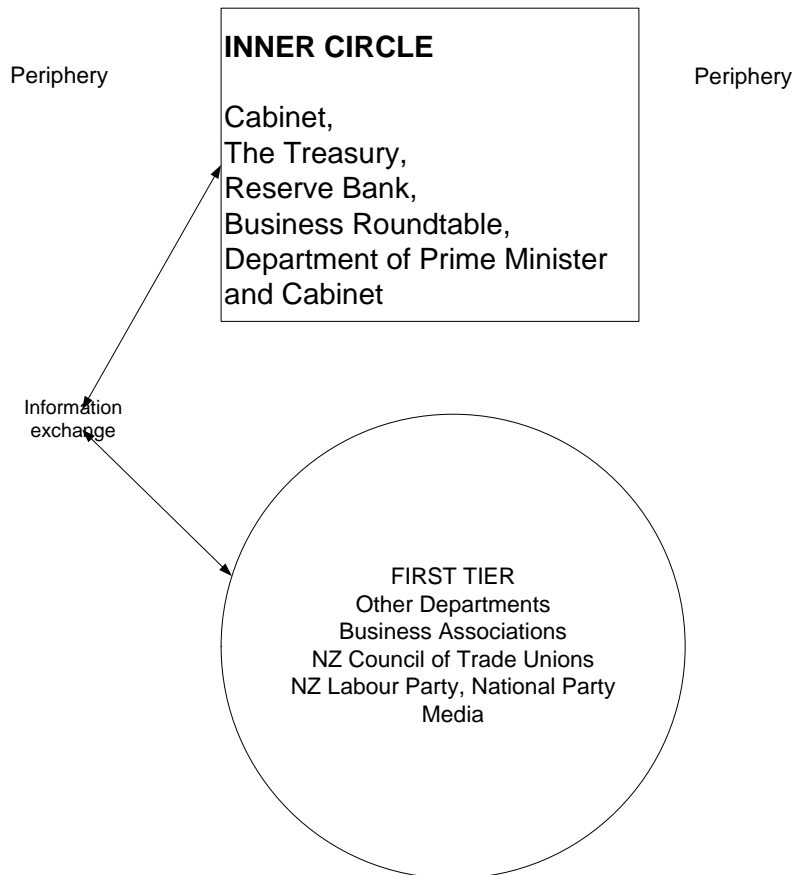 INNER CIRCLE
Periphery
Periphery
Cabinet,
The Treasury,
Reserve Bank,
Business Roundtable,
Department of Prime Minister
and Cabinet
Information
exchange
FIRST TIER
Other Departments
Business Associations
NZ Council of Trade Unions
NZ Labour Party, National Party
Media